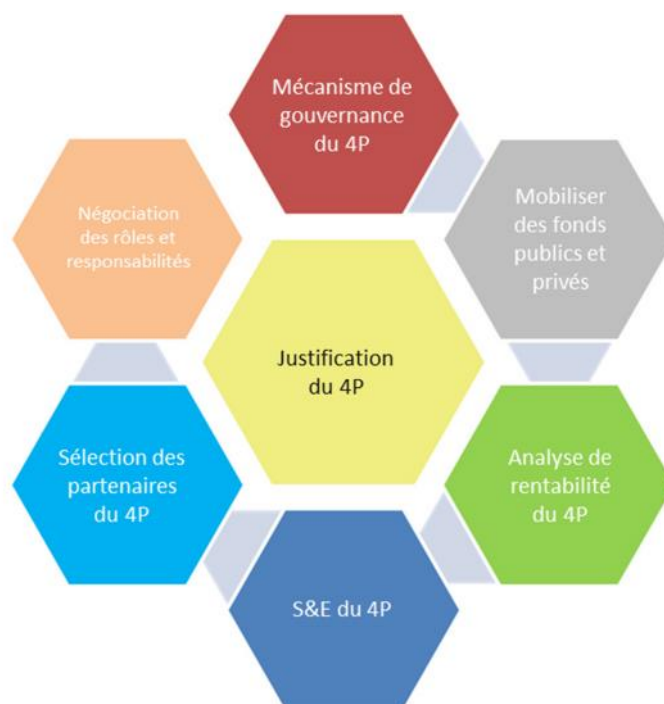 Mécanisme de
gouvernance
du 4P
Négociation
des rôles et
responsabilités
Mobiliser
des fonds
publics et
privés
Justification
du 4P
Sélection des
partenaires
du 4P
Analyse de
rentabilité
du 4P
S&E du 4P